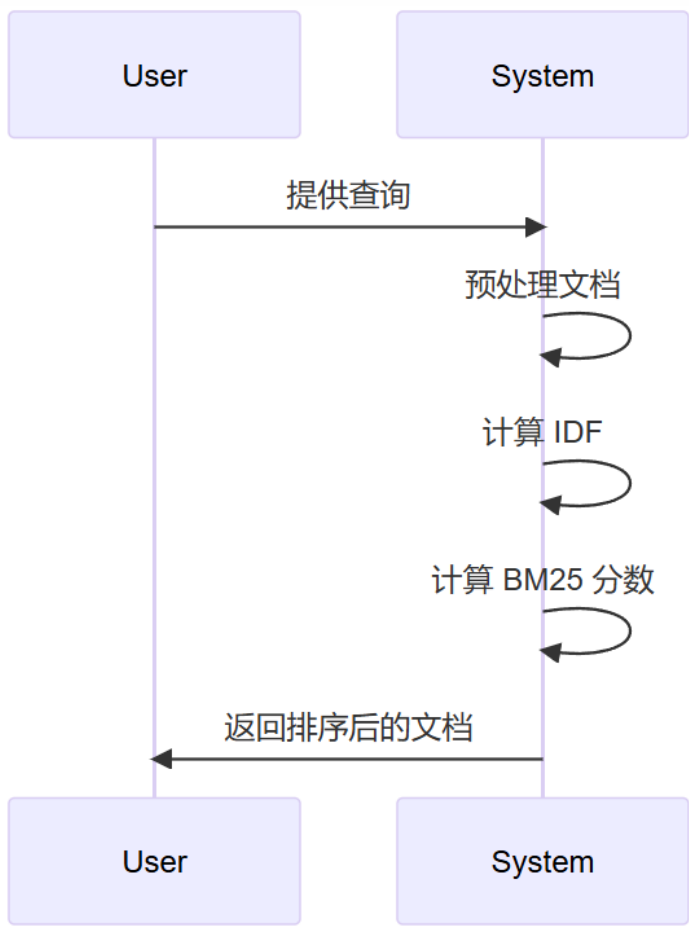 User
System
提供查询
预处理文档
计算 IDF
计算 BM25 分数
返回排序后的文档
User
System